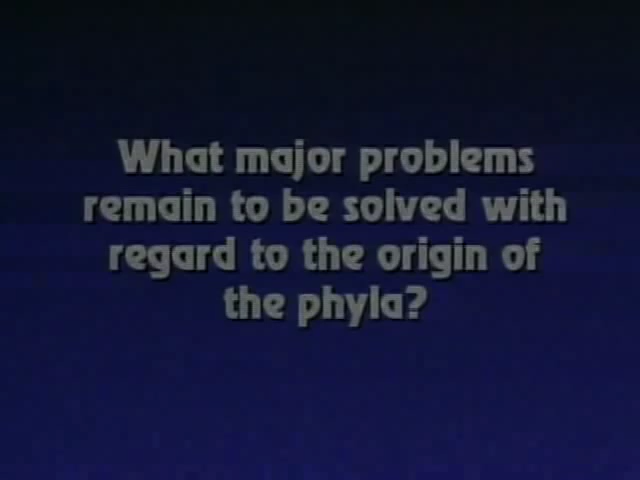 What major problems
remain to be solved with
regard to the origin of
the phyla?